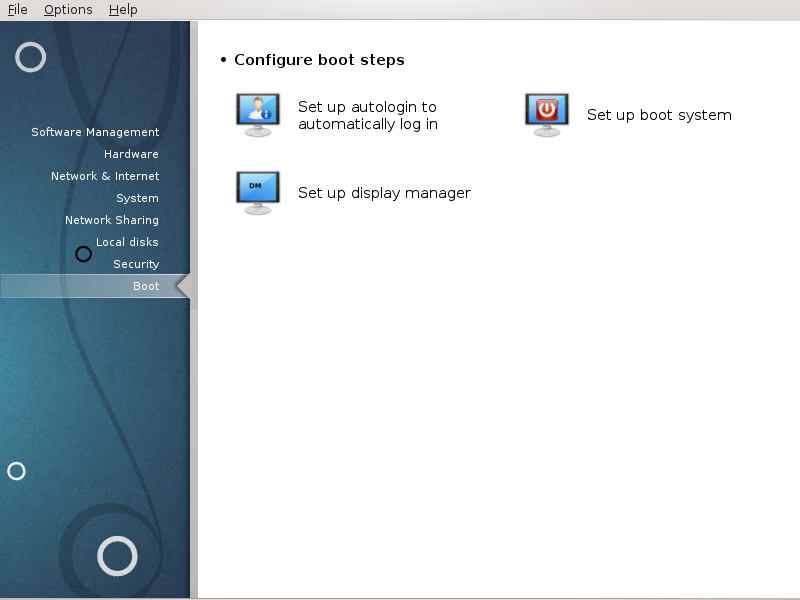 File Options Help
Software Management
Hardware
Network & Internet
System
Network Sharing
Local disks
Security
Boot
• Configure boot steps
Set up autologin to
automatically log in
Set up boot system
DM
Set up display manager